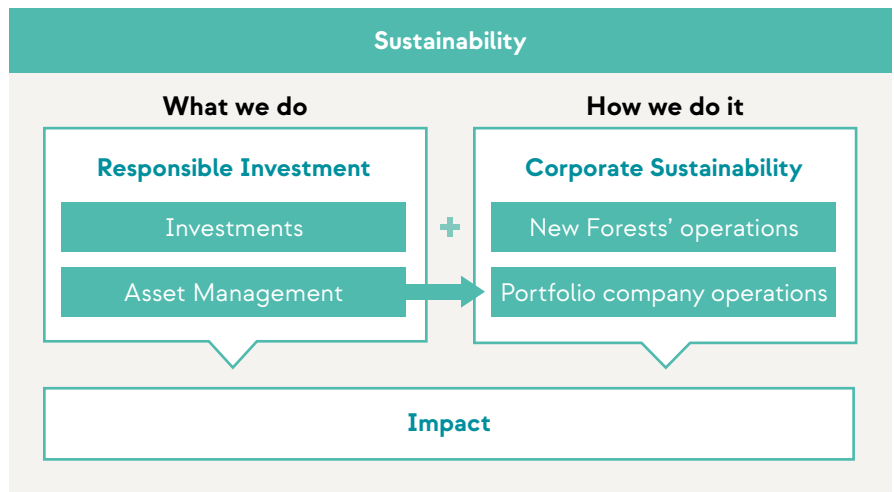 Sustainability
What we do
How we do it
Responsible Investment
Investments
Asset Management
+
Corporate Sustainability
New Forests’ operations
Portfolio company operations
Impact